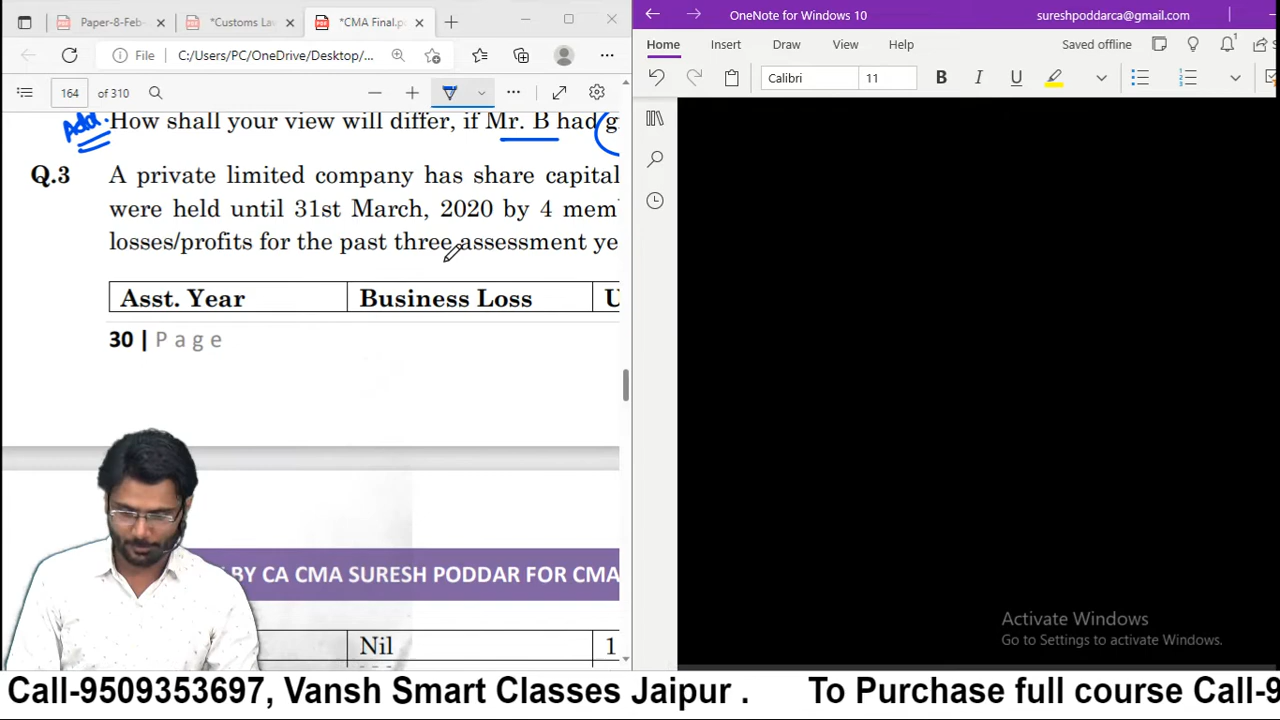 Paper-8-Feb-
*Customs La
*CMA Final.p
OneNote for Windows 10
sureshpoddarca@gmail.com
File
C:/Users/PC/OneDrive/Desktop/...
Home
Insert
Draw
View
Help
Saved offline
164
of 310
Calibri
11
B
I
U
Add. How shall your view will differ, if Mr. B had g
Q.3 A private limited company has share capital
were held until 31st March, 2020 by 4 mem
losses/profits for the past three assessment ye
Asst. Year Business Loss U
30 | Page
BY CA CMA SURESH PODDAR FOR CMA
Nil 1
Activate Windows
Go to Settings to activate Windows.
Call-9509353697, Vansh Smart Classes Jaipur . To Purchase full course Call-9